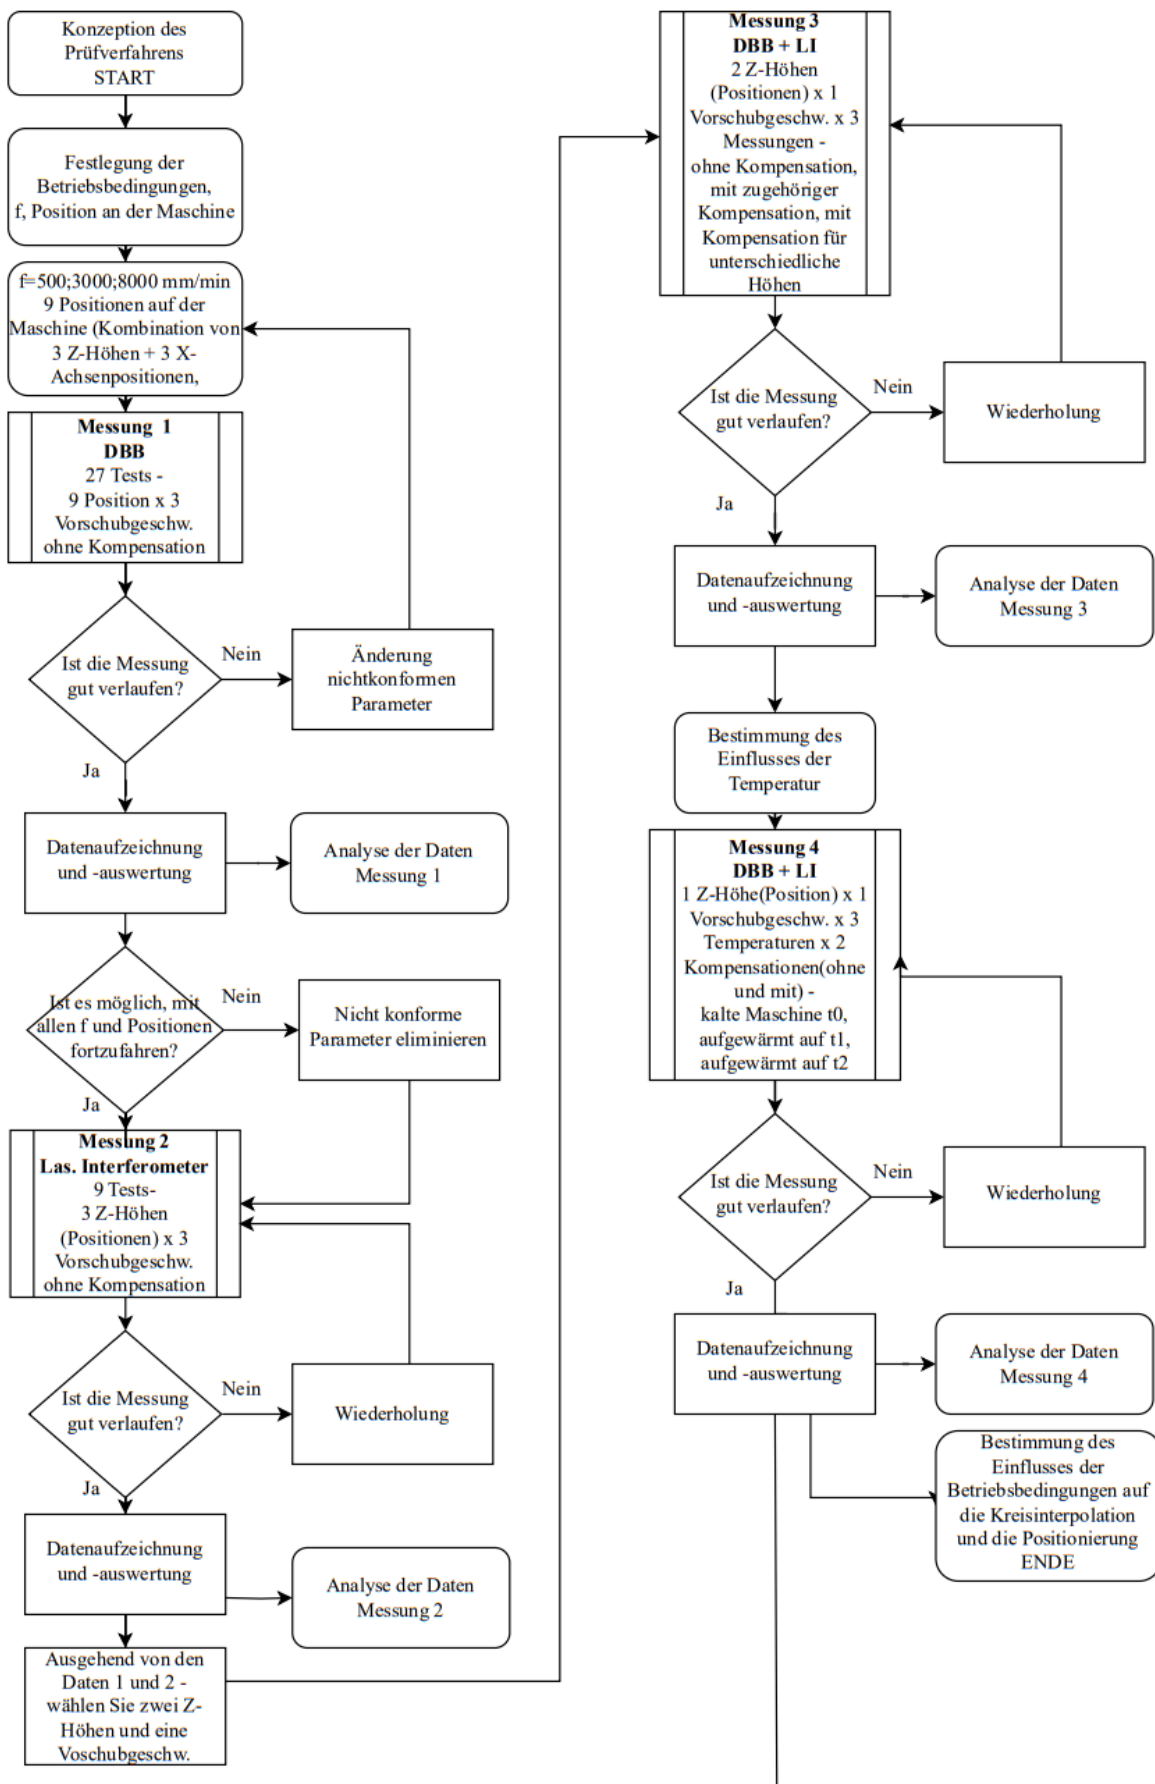 Konzeption des
Prüfverfahrens
START
Festlegung der
Betriebsbedingungen,
f, Position an der Maschine
f=500;3000;8000 mm/min
9 Positionen auf der
Maschine (Kombination von
3 Z-Höhen + 3 X-
Achsenpositionen,
Messung 1
DBB
27 Tests -
9 Position x 3
Vorschubgeschw.
ohne Kompensation
Ist die Messung
gut verlaufen?
Nein
Änderung
nichtkonformen
Parameter
Ja
Datenaufzeichnung
und -auswertung
Analyse der Daten
Messung 1
Ist es möglich, mit
allen f und Positionen
fortzufahren?
Nein
Nicht konforme
Parameter eliminieren
Ja
Messung 2
Las. Interferometer
9 Tests-
3 Z-Höhen
(Positionen) x 3
Vorschubgeschw.
ohne Kompensation
Ist die Messung
gut verlaufen?
Nein
Wiederholung
Ja
Datenaufzeichnung
und -auswertung
Analyse der Daten
Messung 2
Ausgehend von den
Daten 1 und 2 -
wählen Sie zwei Z-
Höhen und eine
Voschubgeschw.
Messung 3
DBB + LI
2 Z-Höhen
(Positionen) x 1
Vorschubgeschw. x 3
Messungen -
ohne Kompensation,
mit zugehöriger
Kompensation, mit
Kompensation für
unterschiedliche
Höhen
Ist die Messung
gut verlaufen?
Nein
Wiederholung
Ja
Datenaufzeichnung
und -auswertung
Analyse der Daten
Messung 3
Bestimmung des
Einflusses der
Temperatur
Messung 4
DBB + LI
1 Z-Höhe(Position) x 1
Vorschubgeschw. x 3
Temperaturen x 2
Kompensationen(ohne
und mit) -
kalte Maschine t0,
aufgewärmt auf t1,
aufgewärmt auf t2
Ist die Messung
gut verlaufen?
Nein
Wiederholung
Ja
Datenaufzeichnung
und -auswertung
Analyse der Daten
Messung 4
Bestimmung des
Einflusses der
Betriebsbedingungen auf
die Kreisinterpolation
und die Positionierung
ENDE